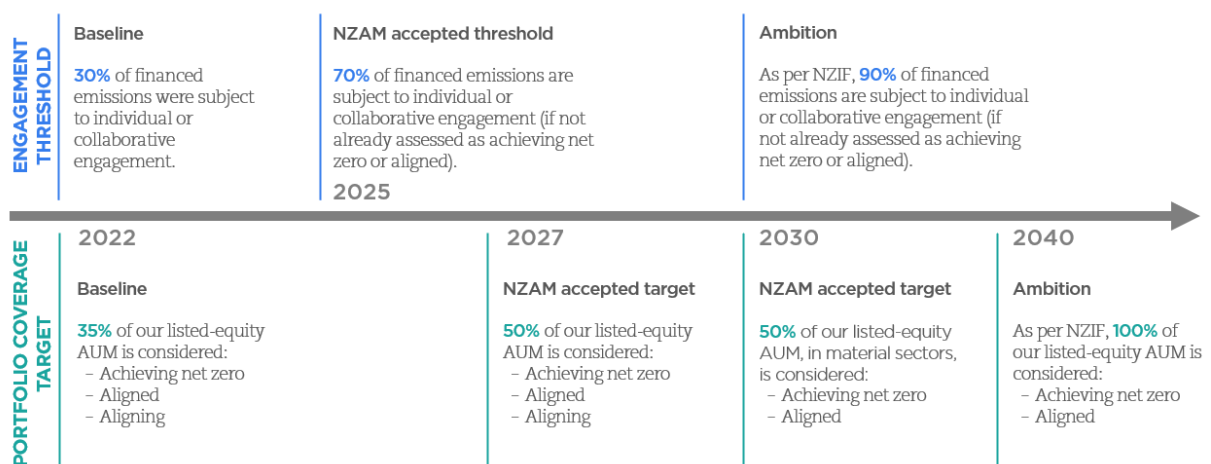 ENGAGEMENT
THRESHOLD
Baseline
30% of financed
emissions were subject
to individual or
collaborative
engagement.
NZAM accepted threshold
70% of financed emissions are
subject to individual or
collaborative engagement (if not
already assessed as achieving net
zero or aligned).
2025
Ambition
As per NZIF, 90% of financed
emissions are subject to individual
or collaborative engagement (if
not already assessed as achieving
net zero or aligned).
PORTFOLIO COVERAGE
TARGET
2022
Baseline
35% of our listed-equity
AUM is considered:
– Achieving net zero
– Aligned
– Aligning
2027
NZAM accepted target
50% of our listed-equity
AUM is considered:
– Achieving net zero
– Aligned
– Aligning
2030
NZAM accepted target
50% of our listed-equity
AUM, in material sectors,
is considered:
– Achieving net zero
– Aligned
2040
Ambition
As per NZIF, 100% of
our listed-equity AUM is
considered:
– Achieving net zero
– Aligned